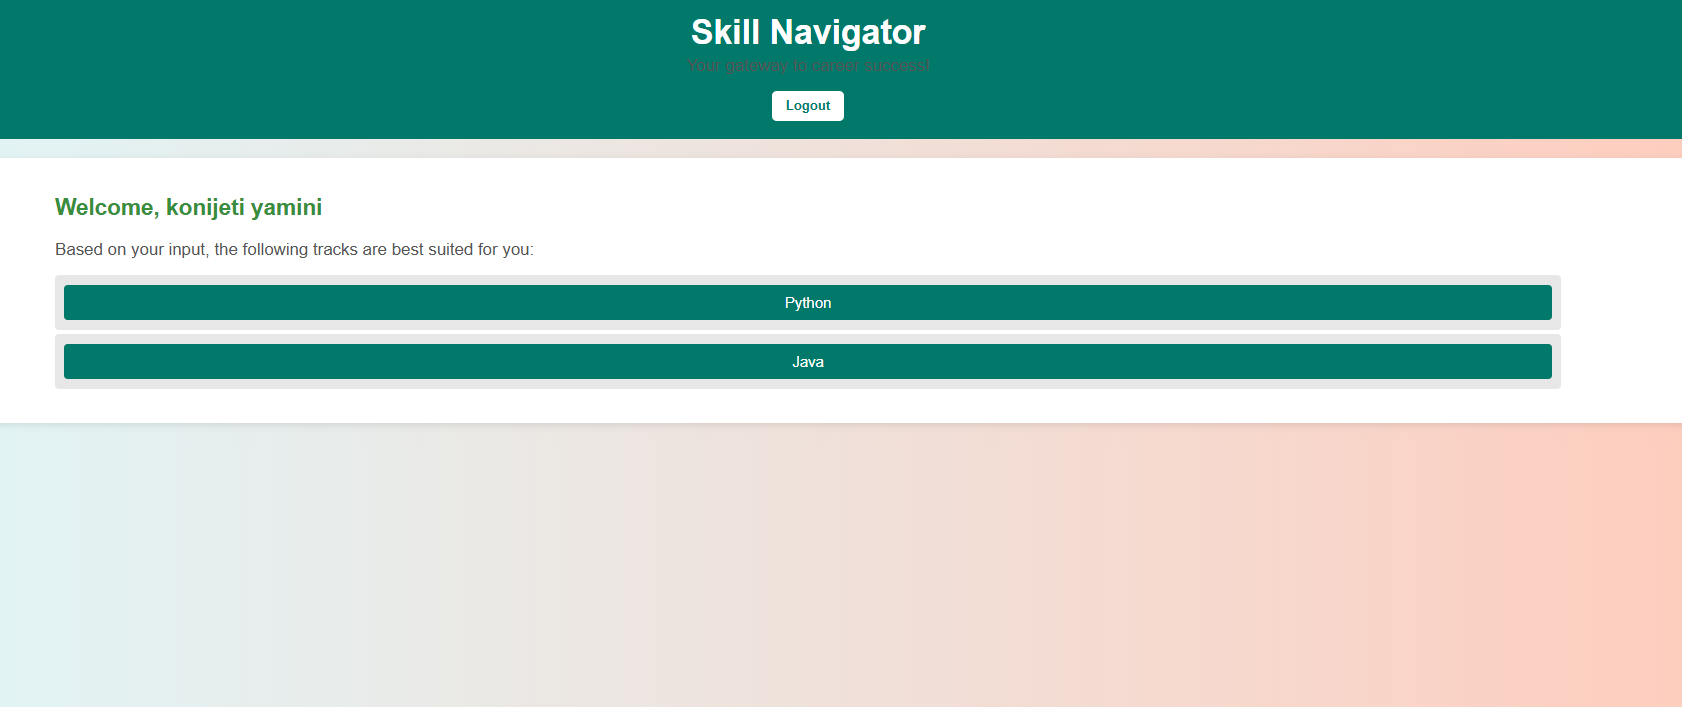 Skill Navigator
Your gateway to career success!
Logout
Welcome, konijeti yamini
Based on your input, the following tracks are best suited for you:
Python
Java